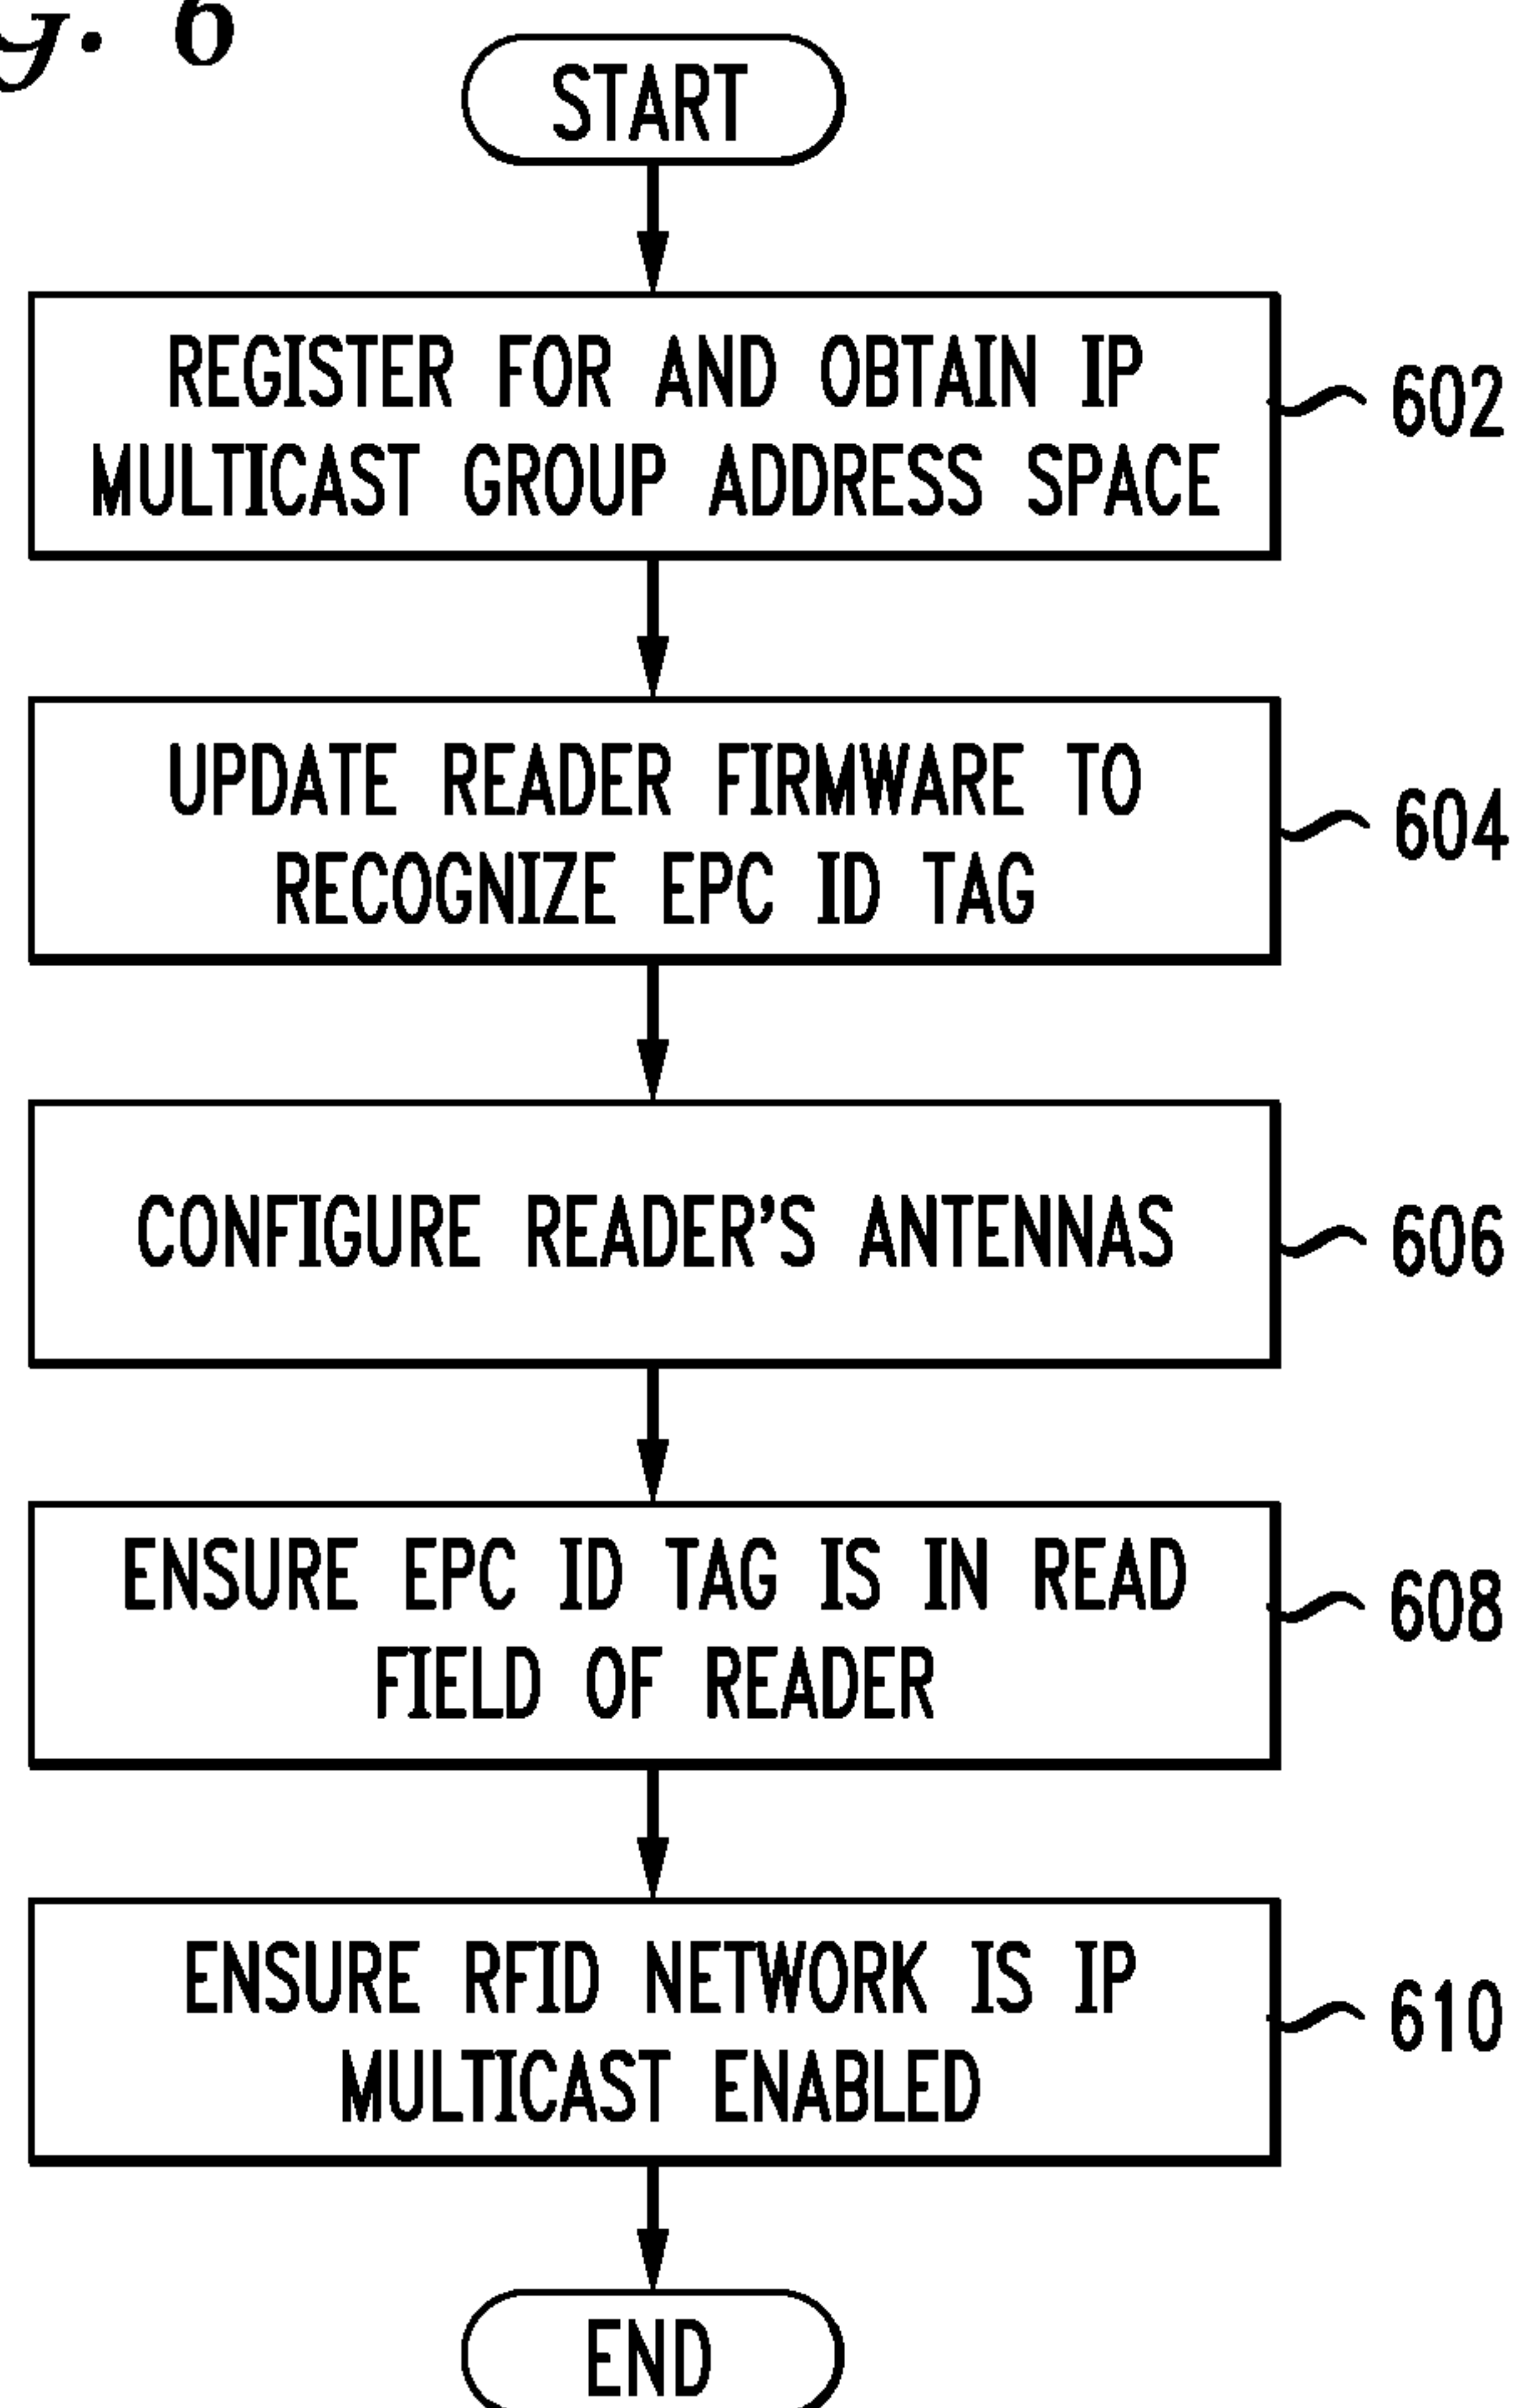 g. 6
START
REGISTER FOR AND OBTAIN IP
MULTICAST GROUP ADDRESS SPACE
602
UPDATE READER FIRMWARE TO
RECOGNIZE EPC ID TAG
604
CONFIGURE READER'S ANTENNAS
606
ENSURE EPC ID TAG IS IN READ
FIELD OF READER
608
ENSURE RFID NETWORK IS IP
MULTICAST ENABLED
610
END